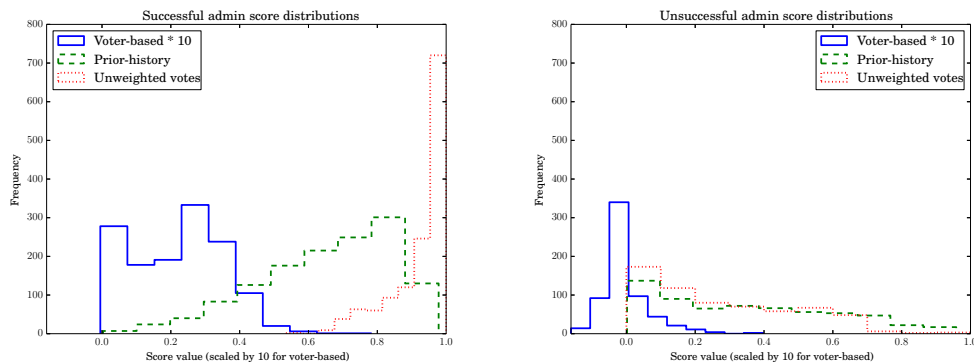 Successful admin score distributions
800
700
600
500
400
300
200
100
0
Frequency
Voter-based * 10
Prior-history
Unweighted votes
0.0 0.2 0.4 0.6 0.8 1.0
Score value (scaled by 10 for voter-based)
Unsuccessful admin score distributions
800
700
600
500
400
300
200
100
0
Frequency
Voter-based * 10
Prior-history
Unweighted votes
0.0 0.2 0.4 0.6 0.8 1.0
Score value (scaled by 10 for voter-based)